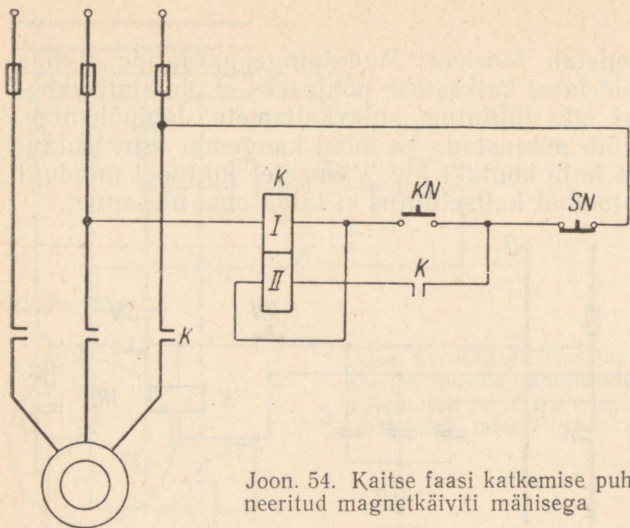 K
I
II
KN
K
SN
K
Joon. 54. Kaitse faasi katkemise puh
neeritud magnetkäiviti mähisega